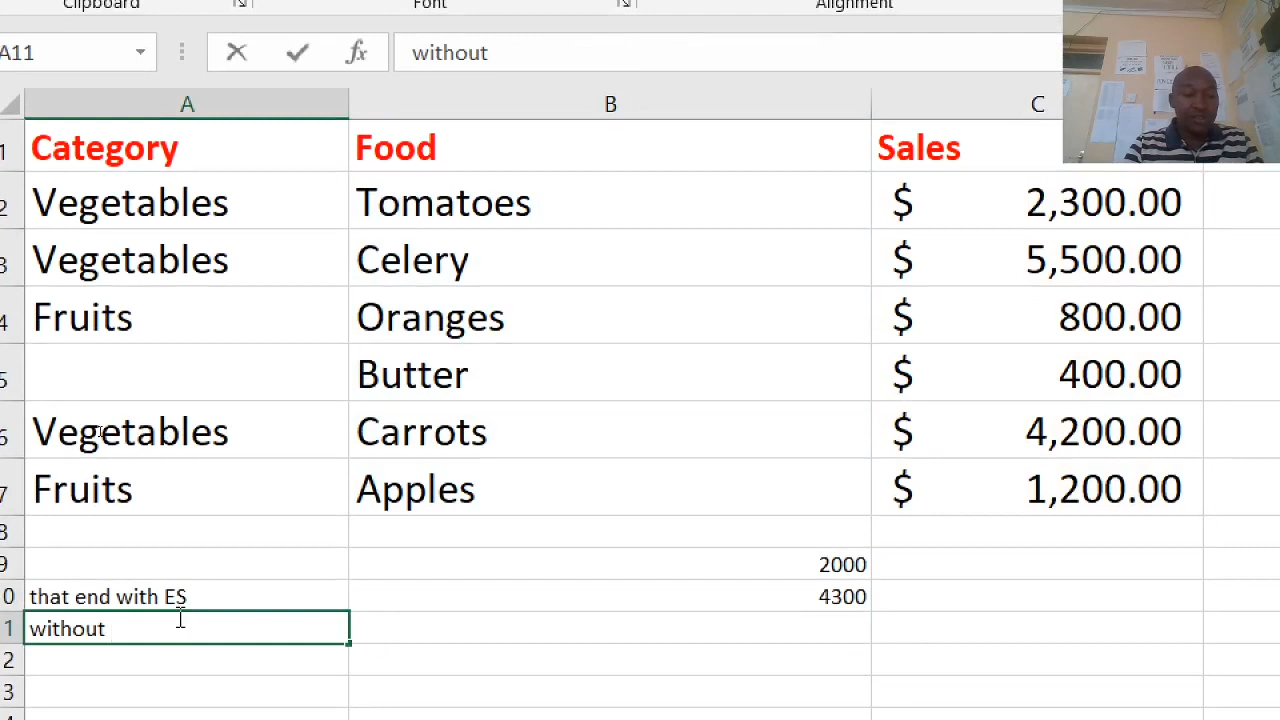 Clipboard Font Alignment
A11 fx without
A B C
1 Category Food Sales
2 Vegetables Tomatoes $ 2,300.00
3 Vegetables Celery $ 5,500.00
4 Fruits Oranges $ 800.00
5 Butter $ 400.00
6 Vegetables Carrots $ 4,200.00
7 Fruits Apples $ 1,200.00
8
9 2000
0 that end with ES 4300
1 without
2
3